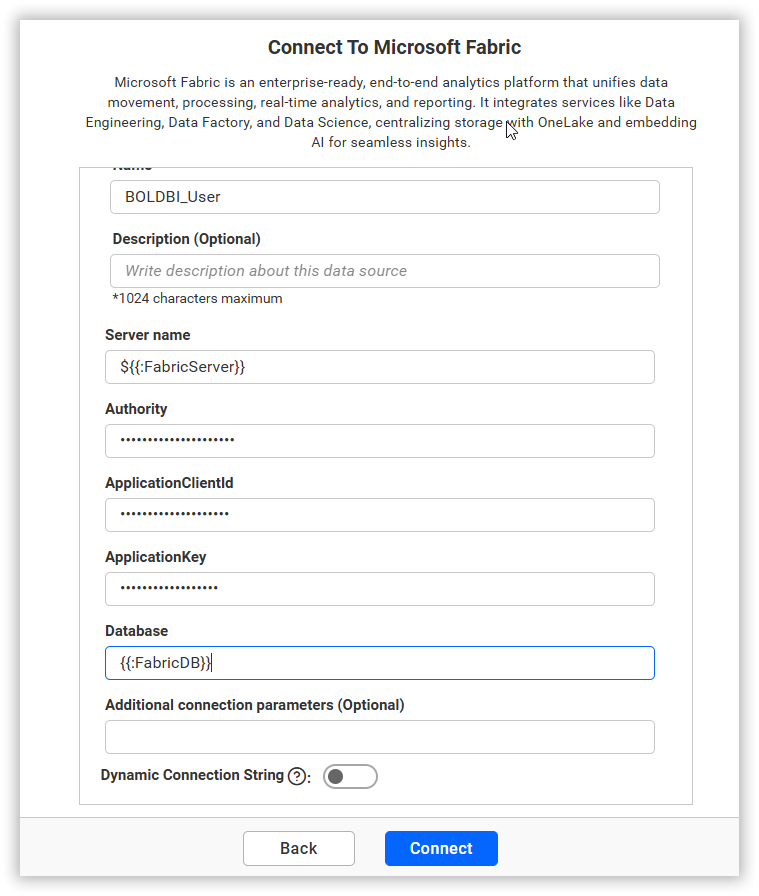 Connect To Microsoft Fabric
Microsoft Fabric is an enterprise-ready, end-to-end analytics platform that unifies data
movement, processing, real-time analytics, and reporting. It integrates services like Data
Engineering, Data Factory, and Data Science, centralizing storage with OneLake and embedding
AI for seamless insights.
Name
BOLDBI_User
Description (Optional)
Write description about this data source
*1024 characters maximum
Server name
${{:FabricServer}}
Authority
•••••••••••••••••••••
ApplicationClientId
••••••••••••••••••••
ApplicationKey
••••••••••••••••••
Database
{{:FabricDB}}
Additional connection parameters (Optional)
Dynamic Connection String ? :
Back
Connect